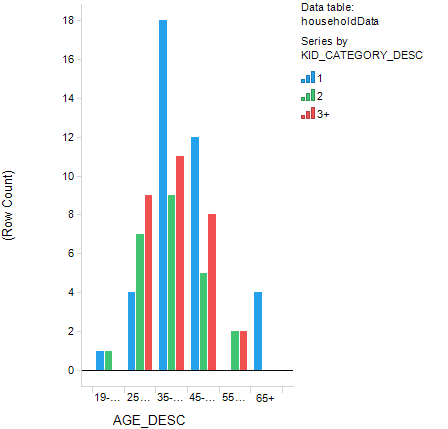 Data table:
householdData
Series by
KID_CATEGORY_DESC
1
2
3+
(Row Count)
18
16
14
12
10
8
6
4
2
0
19-... 25... 35-... 45-... 55... 65+
AGE_DESC